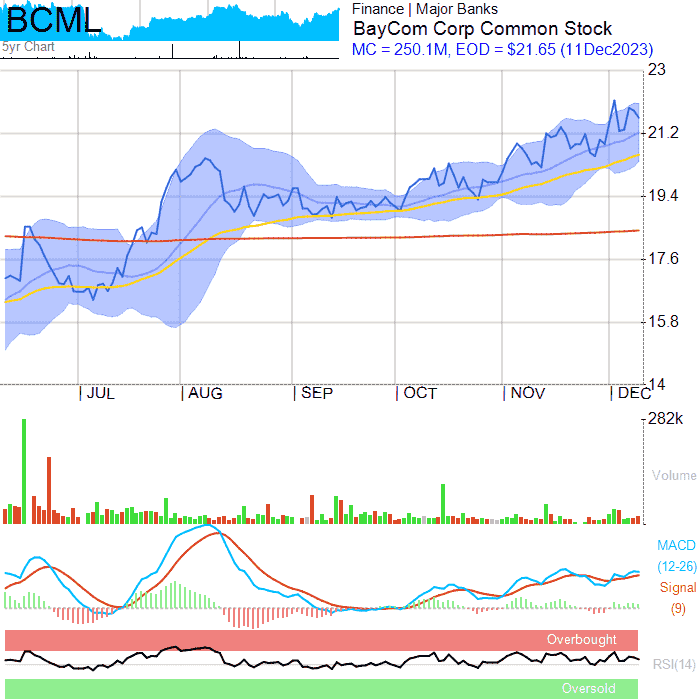 BCML
5yr Chart
Finance | Major Banks
BayCom Corp Common Stock
MC = 250.1M, EOD = $21.65 (11Dec2023)
23
21.2
19.4
17.6
15.8
14
JUL AUG SEP OCT NOV DEC
282k
Volume
MACD
(12-26)
Signal
(9)
Overbought
RSI(14)
Oversold